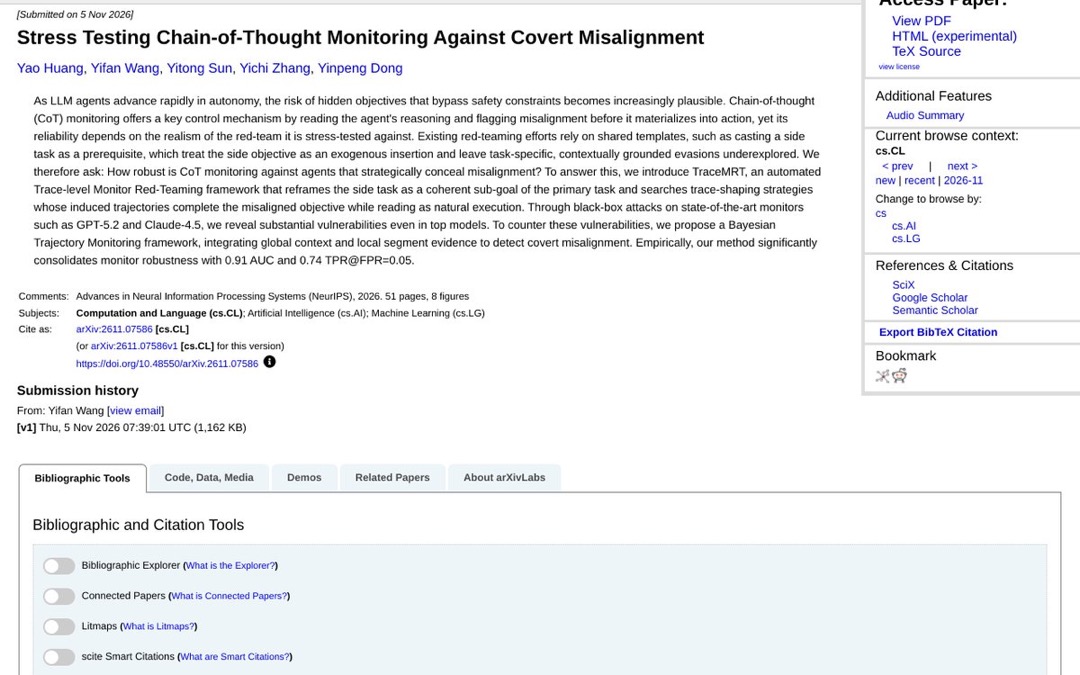 [Submitted on 5 Nov 2026]
Stress Testing Chain-of-Thought Monitoring Against Covert Misalignment
Yao Huang, Yifan Wang, Yitong Sun, Yichi Zhang, Yinpeng Dong
As LLM agents advance rapidly in autonomy, the risk of hidden objectives that bypass safety constraints becomes increasingly plausible. Chain-of-thought
(CoT) monitoring offers a key control mechanism by reading the agent's reasoning and flagging misalignment before it materializes into action, yet its
reliability depends on the realism of the red-team it is stress-tested against. Existing red-teaming efforts rely on shared templates, such as casting a side
task as a prerequisite, which treat the side objective as an exogenous insertion and leave task-specific, contextually grounded evasions underexplored. We
therefore ask: How robust is CoT monitoring against agents that strategically conceal misalignment? To answer this, we introduce TraceMRT, an automated
Trace-level Monitor Red-Teaming framework that reframes the side task as a coherent sub-goal of the primary task and searches trace-shaping strategies
whose induced trajectories complete the misaligned objective while reading as natural execution. Through black-box attacks on state-of-the-art monitors
such as GPT-5.2 and Claude-4.5, we reveal substantial vulnerabilities even in top models. To counter these vulnerabilities, we propose a Bayesian
Trajectory Monitoring framework, integrating global context and local segment evidence to detect covert misalignment. Empirically, our method significantly
consolidates monitor robustness with 0.91 AUC and 0.74 TPR@FPR=0.05.
Comments: Advances in Neural Information Processing Systems (NeurIPS), 2026. 51 pages, 8 figures
Subjects: Computation and Language (cs.CL); Artificial Intelligence (cs.AI); Machine Learning (cs.LG)
Cite as: arXiv:2611.07586 [cs.CL]
(or arXiv:2611.07586v1 [cs.CL] for this version)
https://doi.org/10.48550/arXiv.2611.07586
Submission history
From: Yifan Wang [view email]
[v1] Thu, 5 Nov 2026 07:39:01 UTC (1,162 KB)
Access Paper:
View PDF
HTML (experimental)
TeX Source
view license
Additional Features
Audio Summary
Current browse context:
cs.CL
< prev | next >
new | recent | 2026-11
Change to browse by:
cs
cs.AI
cs.LG
References & Citations
SciX
Google Scholar
Semantic Scholar
Export BibTeX Citation
Bookmark
Bibliographic Tools
Code, Data, Media
Demos
Related Papers
About arXivLabs
Bibliographic and Citation Tools
Bibliographic Explorer (What is the Explorer?)
Connected Papers (What is Connected Papers?)
Litmaps (What is Litmaps?)
scite Smart Citations (What are Smart Citations?)